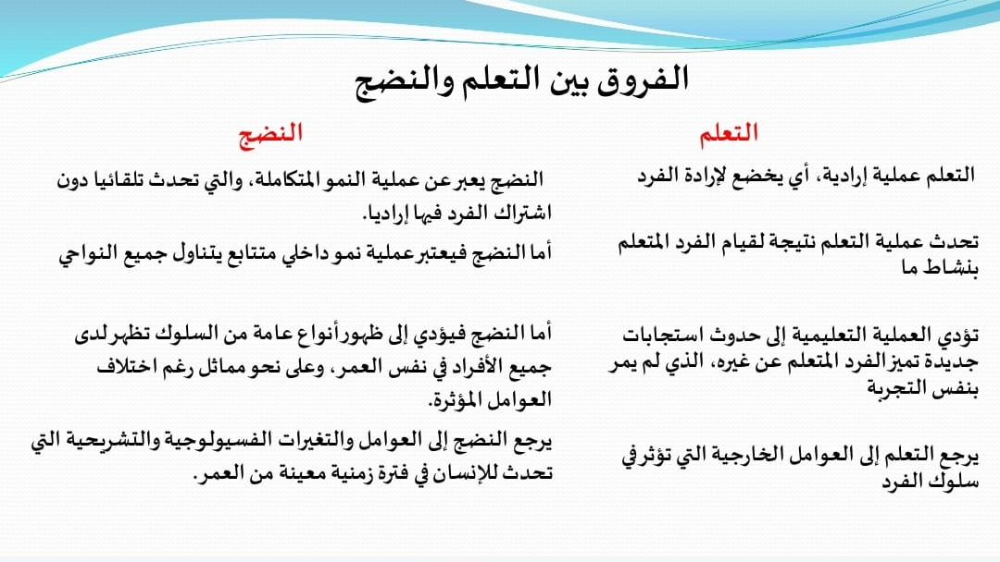 الفروق بين التعلم والنضج
التعلم
التعلم عملية إرادية، أي يخضع لإرادة الفرد
تحدث عملية التعلم نتيجة لقيام الفرد المتعلم
بنشاط ما
تؤدي العملية التعليمية إلى حدوث استجابات
جديدة تميز الفرد المتعلم عن غيره، الذي لم يمر
بنفس التجربة
يرجع التعلم إلى العوامل الخارجية التي تؤثر في
سلوك الفرد
النضج
النضج يعبر عن عملية النمو المتكاملة، والتي تحدث تلقائيا دون
اشتراك الفرد فيها إراديا.
أما النضج فيعتبر عملية نمو داخلي متتابع يتناول جميع النواحي
أما النضج فيؤدي إلى ظهور أنواع عامة من السلوك تظهر لدى
جميع الأفراد في نفس العمر، وعلى نحو مماثل رغم اختلاف
العوامل المؤثرة.
يرجع النضج إلى العوامل والتغيرات الفسيولوجية والتشريحية التي
تحدث للإنسان في فترة زمنية معينة من العمر.